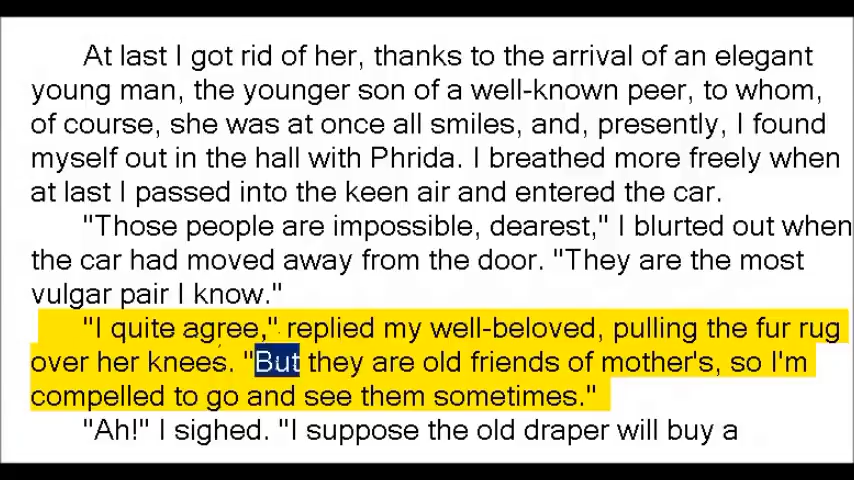 At last I got rid of her, thanks to the arrival of an elegant
young man, the younger son of a well-known peer, to whom,
of course, she was at once all smiles, and, presently, I found
myself out in the hall with Phrida. I breathed more freely when
at last I passed into the keen air and entered the car.
"Those people are impossible, dearest," I blurted out when
the car had moved away from the door. "They are the most
vulgar pair I know."
"I quite agree," replied my well-beloved, pulling the fur rug
over her knees. "But they are old friends of mother's, so I'm
compelled to go and see them sometimes."
"Ah!" I sighed. "I suppose the old draper will buy a